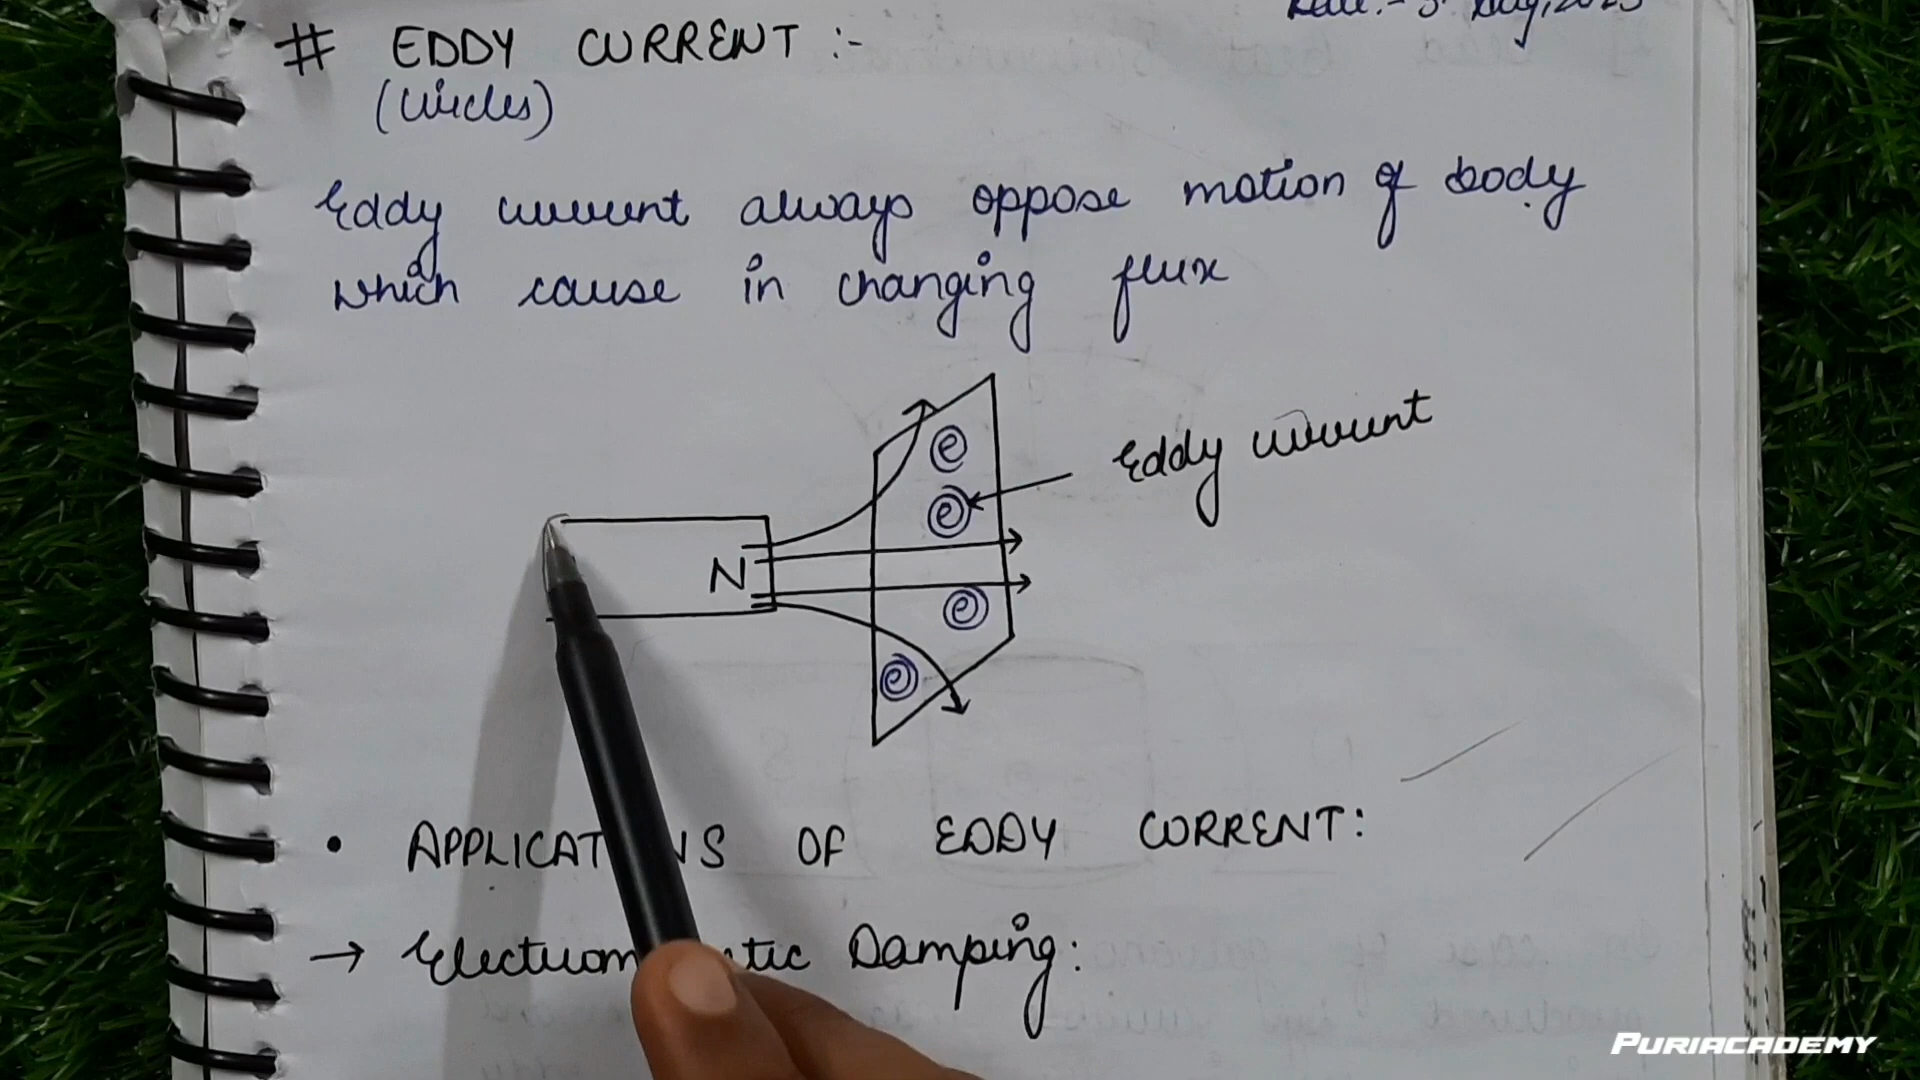 # EDDY CURRENT :-
(Circles)
Eddy current always oppose motion of body
which cause in changing flux
Eddy current
N
• APPLICAT NS OF EDDY CURRENT:
→ Electrom tic Damping:
PURIACADEMY